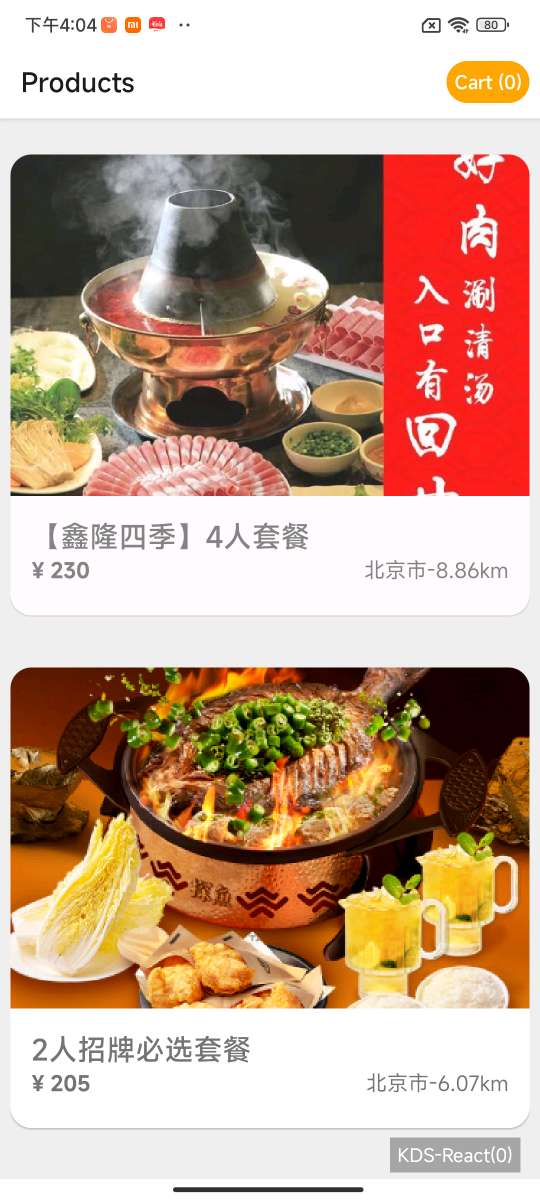 下午4:04
80
Products
Cart (0)
好肉涮清汤
入口有回
【鑫隆四季】4人套餐
¥ 230
北京市-8.86km
探鱼
2人招牌必选套餐
¥ 205
北京市-6.07km
KDS-React(0)